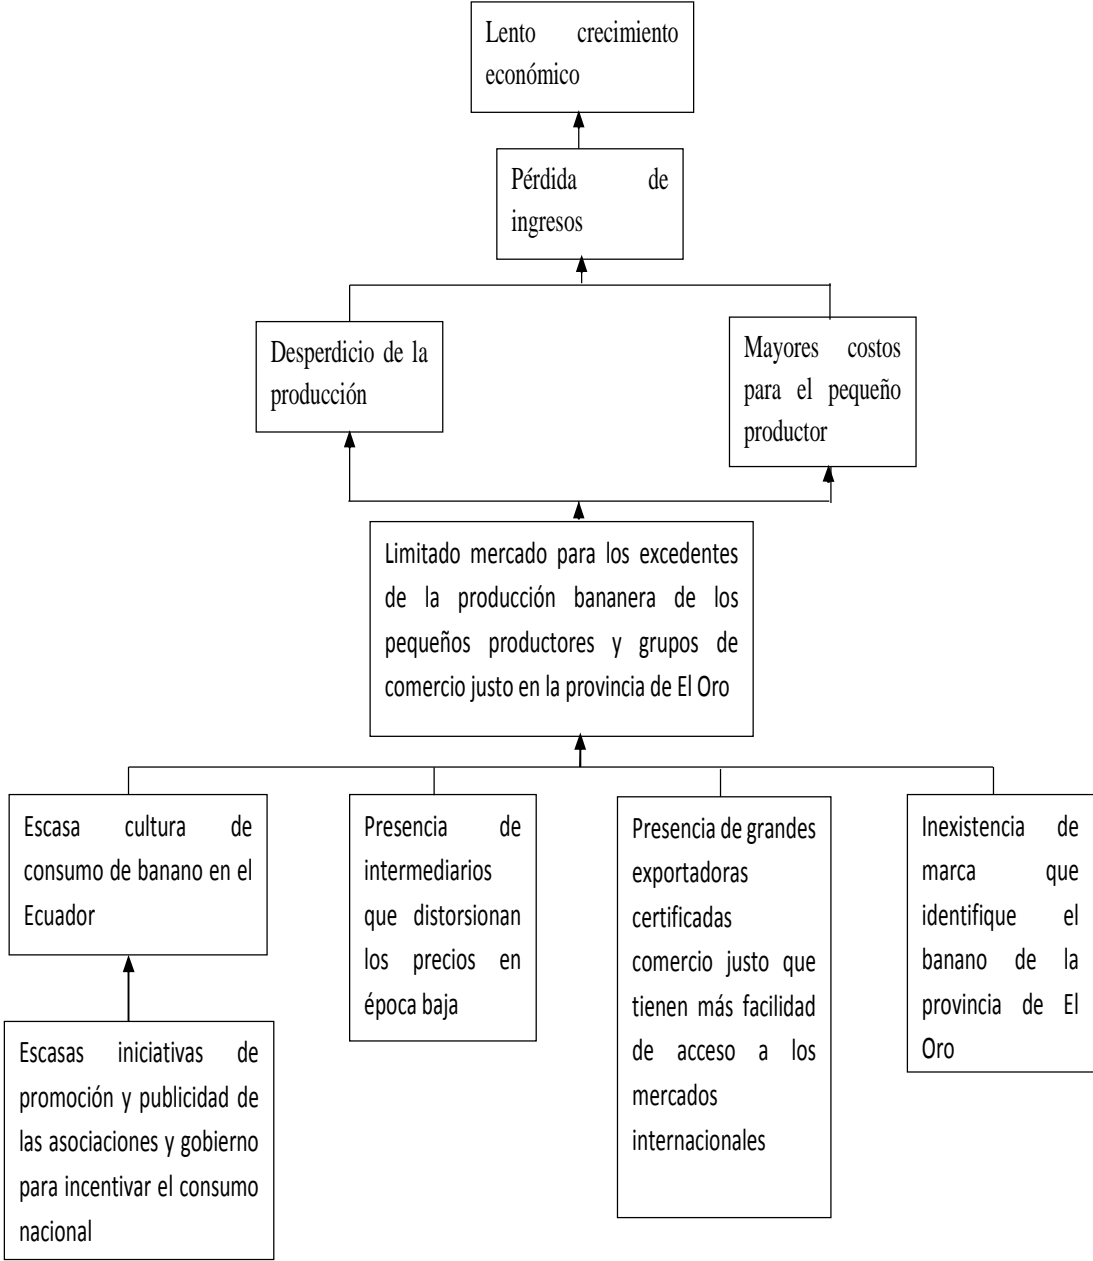 Lento crecimiento
económico
Pérdida de
ingresos
Desperdicio de la
producción
Mayores costos
para el pequeño
productor
Limitado mercado para los excedentes
de la producción bananera de los
pequeños productores y grupos de
comercio justo en la provincia de El Oro
Escasa cultura de
consumo de banano en el
Ecuador
Presencia de
intermediarios
que distorsionan
los precios en
época baja
Presencia de grandes
exportadoras
certificadas
comercio justo que
tienen más facilidad
de acceso a los
mercados
internacionales
Inexistencia de
marca que
identifique el
banano de la
provincia de El
Oro
Escasas iniciativas de
promoción y publicidad de
las asociaciones y gobierno
para incentivar el consumo
nacional